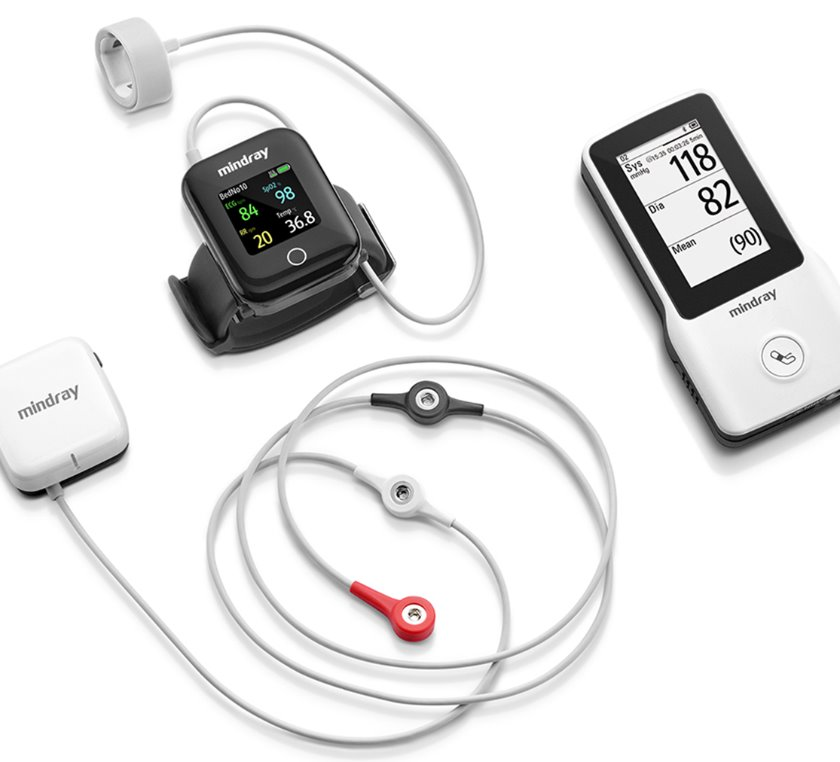 mindray
BedNo10
ECG
84
SpO2
98
RR
20
Temp
36.8
02
Sys
mmHg
118
Dia
82
Mean
(90)
mindray
mindray